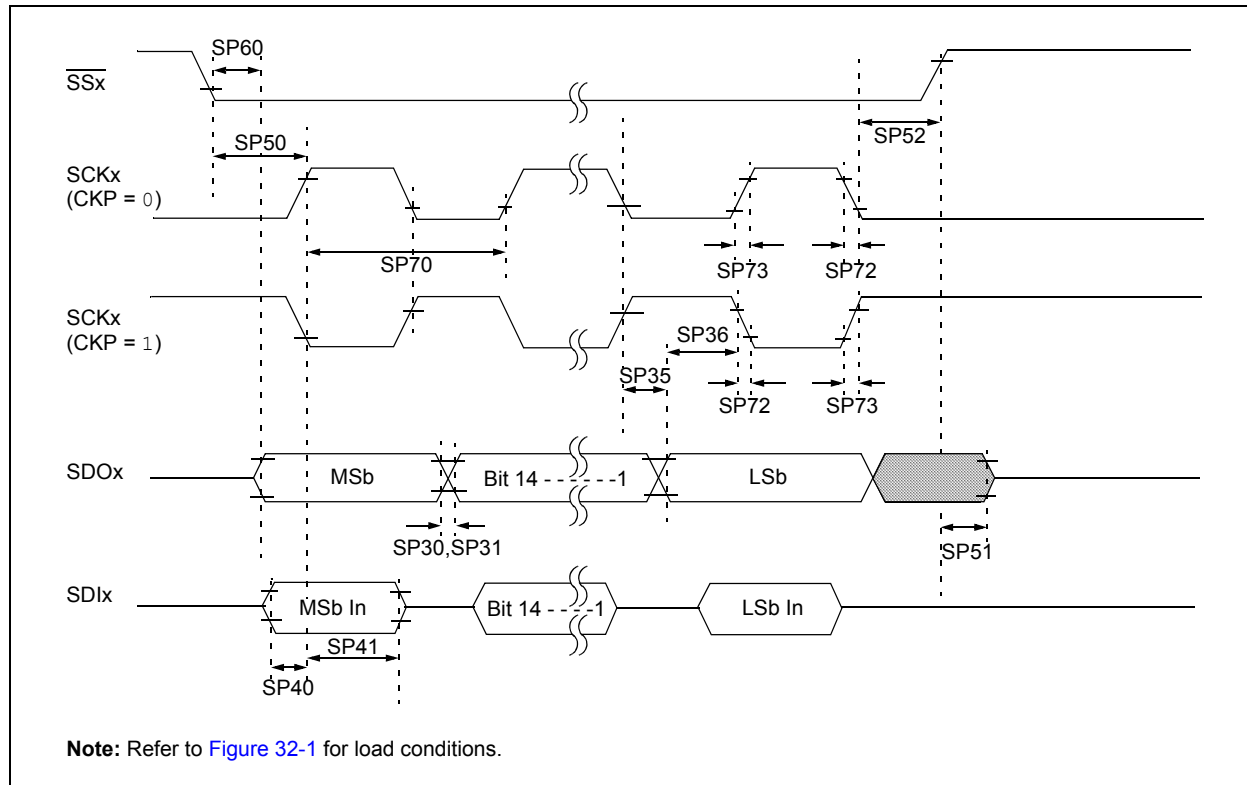 SP60
SSx
SP50
SP52
SCKx
(CKP = 0)
SP70
SP73
SP72
SCKx
(CKP = 1)
SP36
SP35
SP72
SP73
SDOx
MSb
Bit 14 - - - - - -1
LSb
SP30,SP31
SP51
SDIx
MSb In
Bit 14 - - - -1
LSb In
SP41
SP40
Note: Refer to Figure 32-1 for load conditions.